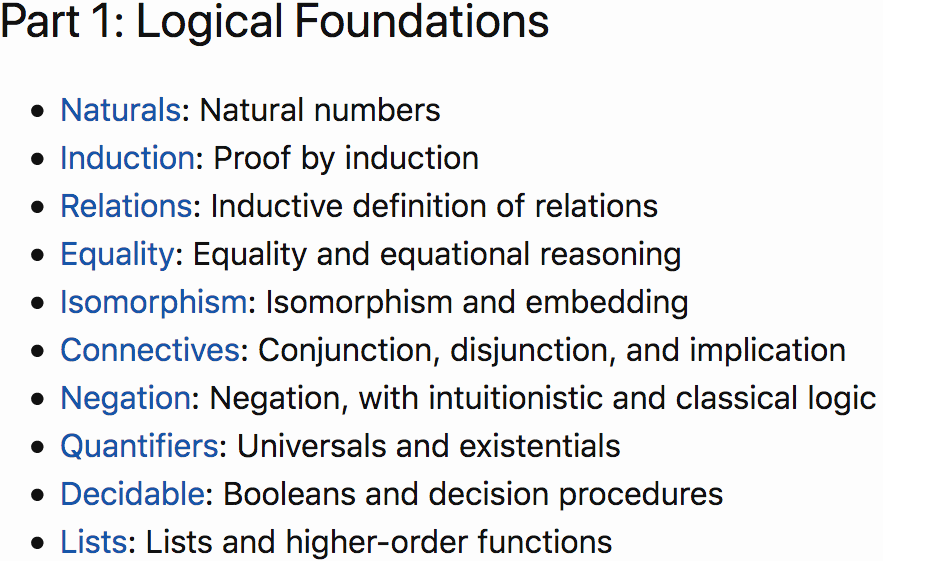 Part 1: Logical Foundations
• Naturals: Natural numbers
• Induction: Proof by induction
• Relations: Inductive definition of relations
• Equality: Equality and equational reasoning
• Isomorphism: Isomorphism and embedding
• Connectives: Conjunction, disjunction, and implication
• Negation: Negation, with intuitionistic and classical logic
• Quantifiers: Universals and existentials
• Decidable: Booleans and decision procedures
• Lists: Lists and higher-order functions